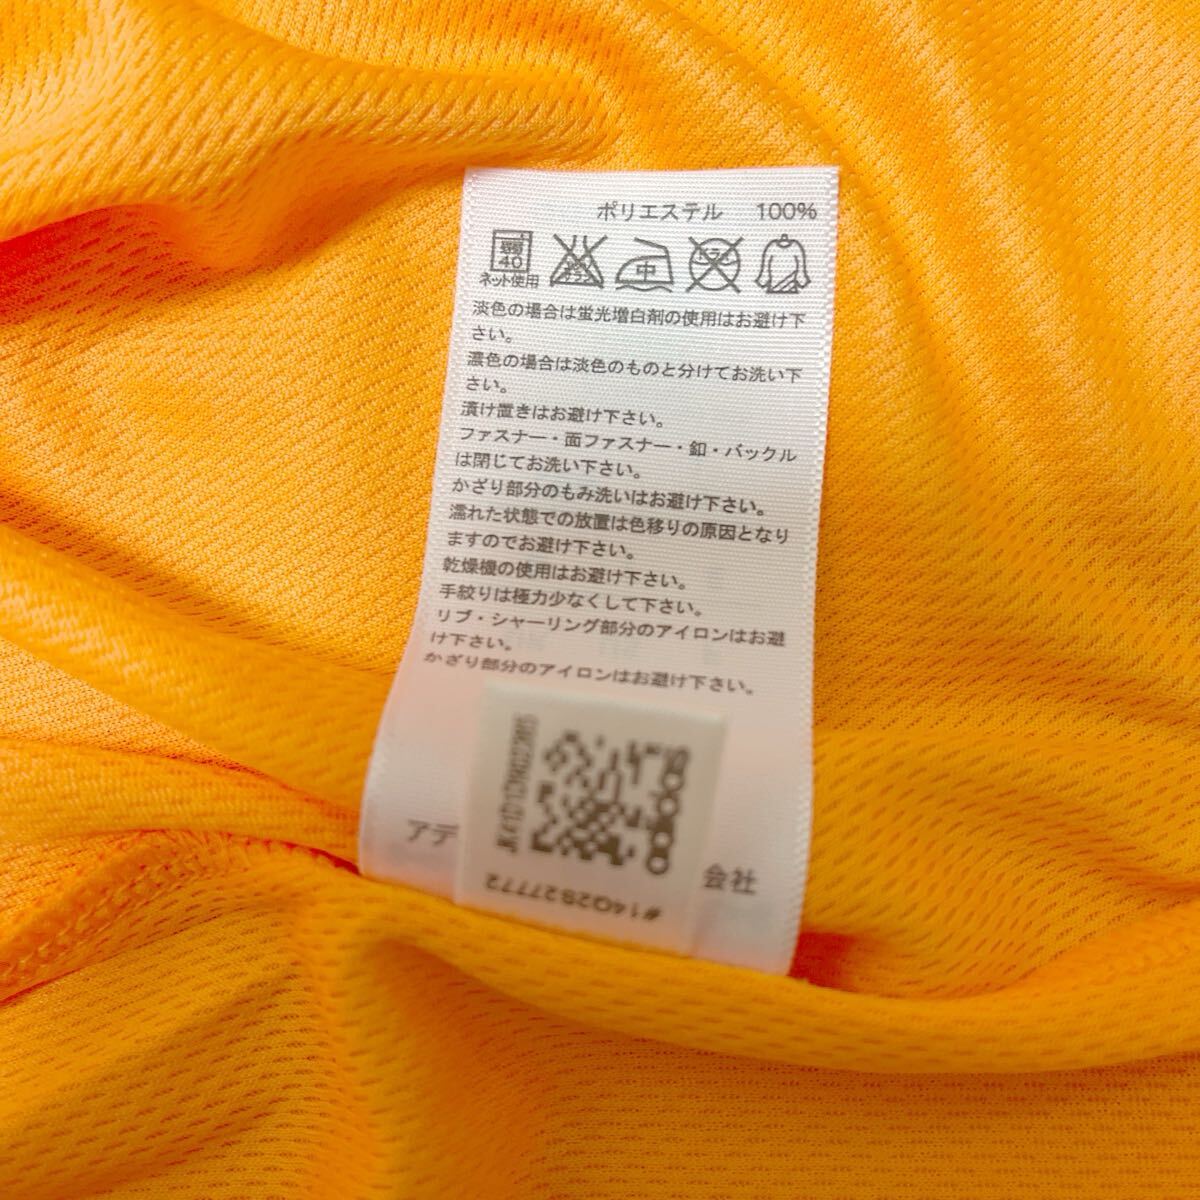 ポリエステル 100%
弱
40
ネット使用
中
淡色の場合は蛍光増白剤の使用はお避け下
さい。
濃色の場合は淡色のものと分けてお洗い下
さい。
漬け置きはお避け下さい。
ファスナー・面ファスナー・釦・バックル
は閉じてお洗い下さい。
かざり部分のもみ洗いはお避け下さい。
濡れた状態での放置は色移りの原因となり
ますのでお避け下さい。
乾燥機の使用はお避け下さい。
手絞りは極力少なくして下さい。
リブ・シャーリング部分のアイロンはお避
け下さい。
かざり部分のアイロンはお避け下さい。
アデ
会社
#14Q2S27772